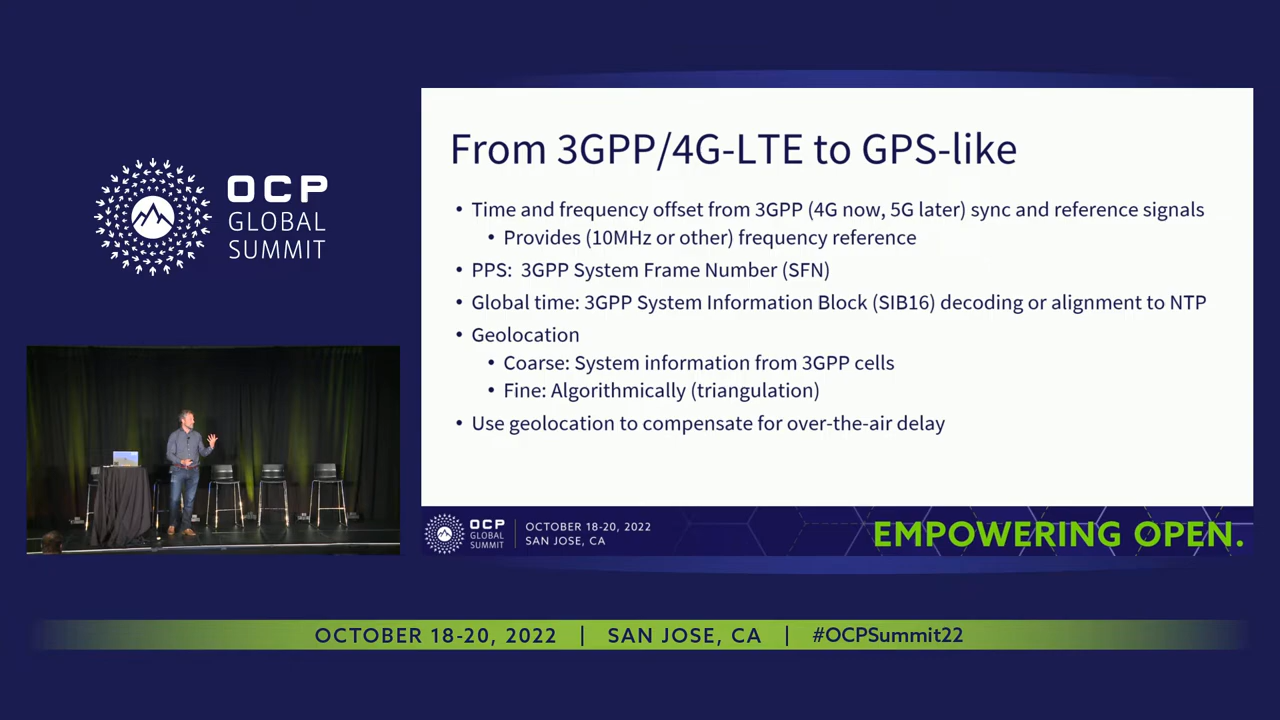 OCP
GLOBAL
SUMMIT
From 3GPP/4G-LTE to GPS-like
• Time and frequency offset from 3GPP (4G now, 5G later) sync and reference signals
• Provides (10MHz or other) frequency reference
• PPS: 3GPP System Frame Number (SFN)
• Global time: 3GPP System Information Block (SIB16) decoding or alignment to NTP
• Geolocation
• Coarse: System information from 3GPP cells
• Fine: Algorithmically (triangulation)
• Use geolocation to compensate for over-the-air delay
OCP
GLOBAL
SUMMIT
OCTOBER 18-20, 2022
SAN JOSE, CA
EMPOWERING OPEN.
OCTOBER 18-20, 2022 | SAN JOSE, CA | #OCPSummit22